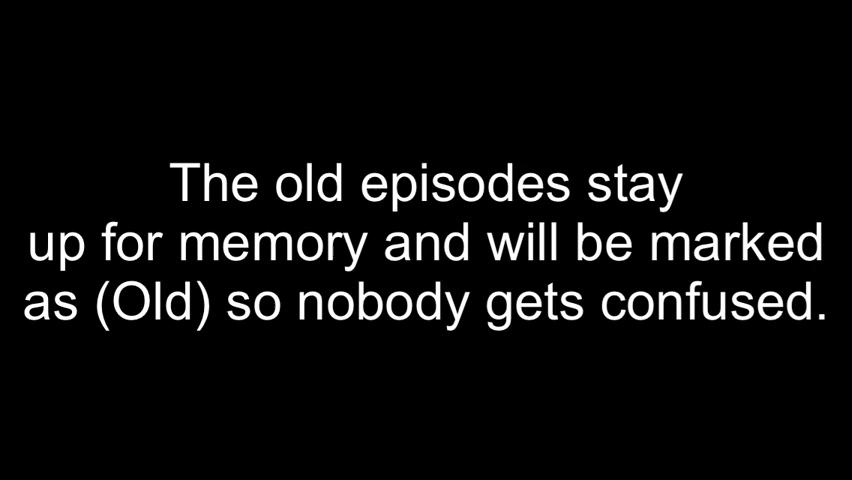 The old episodes stay
up for memory and will be marked
as (Old) so nobody gets confused.